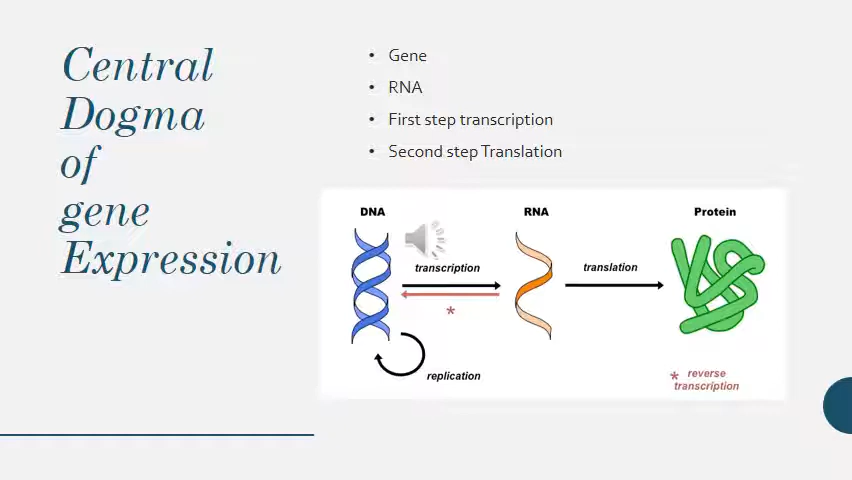 Central
Dogma
of
gene
Expression
• Gene
• RNA
• First step transcription
• Second step Translation
DNA
RNA
Protein
transcription
translation
*
replication
* reverse
transcription